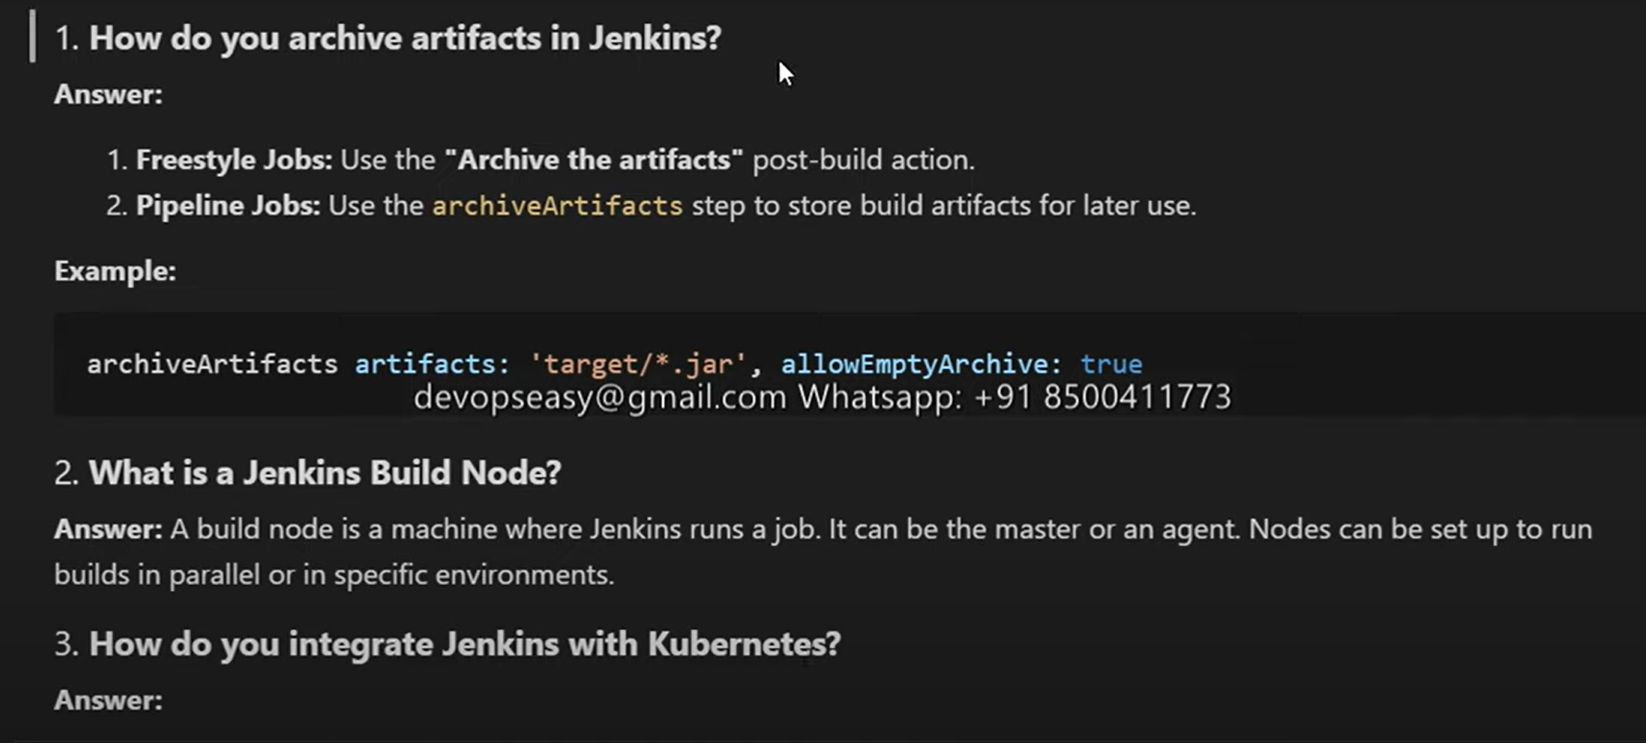 1. How do you archive artifacts in Jenkins?
Answer:
1. Freestyle Jobs: Use the "Archive the artifacts" post-build action.
2. Pipeline Jobs: Use the archiveArtifacts step to store build artifacts for later use.
Example:
archiveArtifacts artifacts: 'target/*.jar', allowEmptyArchive: true
devopseasy@gmail.com Whatsapp: +91 8500411773
2. What is a Jenkins Build Node?
Answer: A build node is a machine where Jenkins runs a job. It can be the master or an agent. Nodes can be set up to run
builds in parallel or in specific environments.
3. How do you integrate Jenkins with Kubernetes?
Answer: